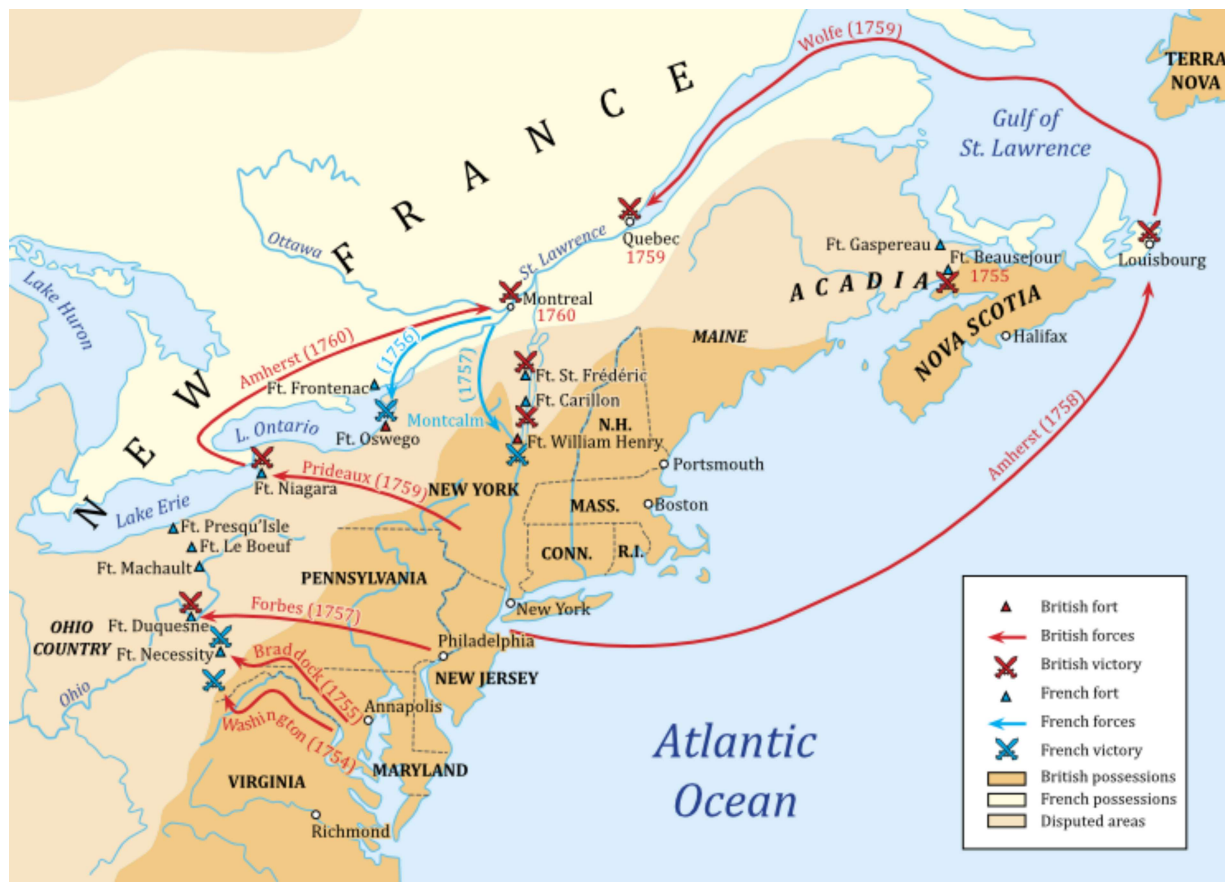 Wolfe (1759)
TERRA
NOVA
Gulf of
St. Lawrence
NEW FRANCE
Ottawa
St. Lawrence
Quebec
1759
Ft. Gaspereau
Ft. Beausejour
1755
Louisbourg
ACADIA
NOVA SCOTIA
Halifax
Lake Huron
Montreal
1760
MAINE
Amherst (1760)
(1756)
(1757)
Ft. Frontenac
Ft. St. Frédéric
Ft. Carillon
Montcalm
L. Ontario
Ft. Oswego
N.H.
Ft. William Henry
Amherst (1758)
Prideaux (1759)
Ft. Niagara
NEW YORK
Portsmouth
Lake Erie
MASS.
Boston
Ft. Presqu'Isle
Ft. Le Boeuf
Ft. Machault
CONN.
R.I.
PENNSYLVANIA
New York
Forbes (1757)
Ft. Duquesne
OHIO
COUNTRY
Ft. Necessity
Philadelphia
Braddock (1755)
NEW JERSEY
Ohio
Washington (1754)
Annapolis
Atlantic
Ocean
MARYLAND
VIRGINIA
Richmond
British fort
British forces
British victory
French fort
French forces
French victory
British possessions
French possessions
Disputed areas